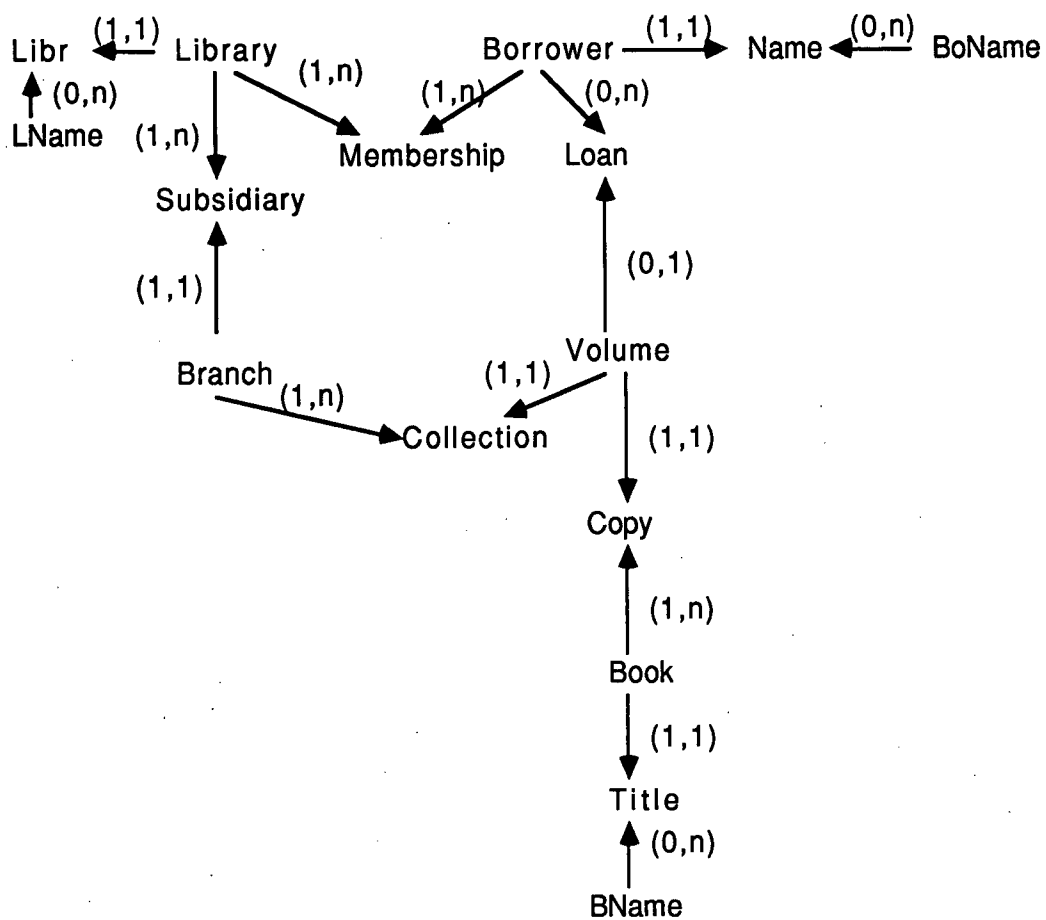 (1,1) (1,1) (0,n)
Libr Library Borrower Name BoName
(1,n)
(0,n) (1,n) (0,n)
LName (1,n)
Membership Loan
Subsidiary
(1,1) (0,1)
Volume
Branch (1,1)
(1,n)
Collection (1,1)
Copy
(1,n)
Book
(1,1)
Title
(0,n)
BName